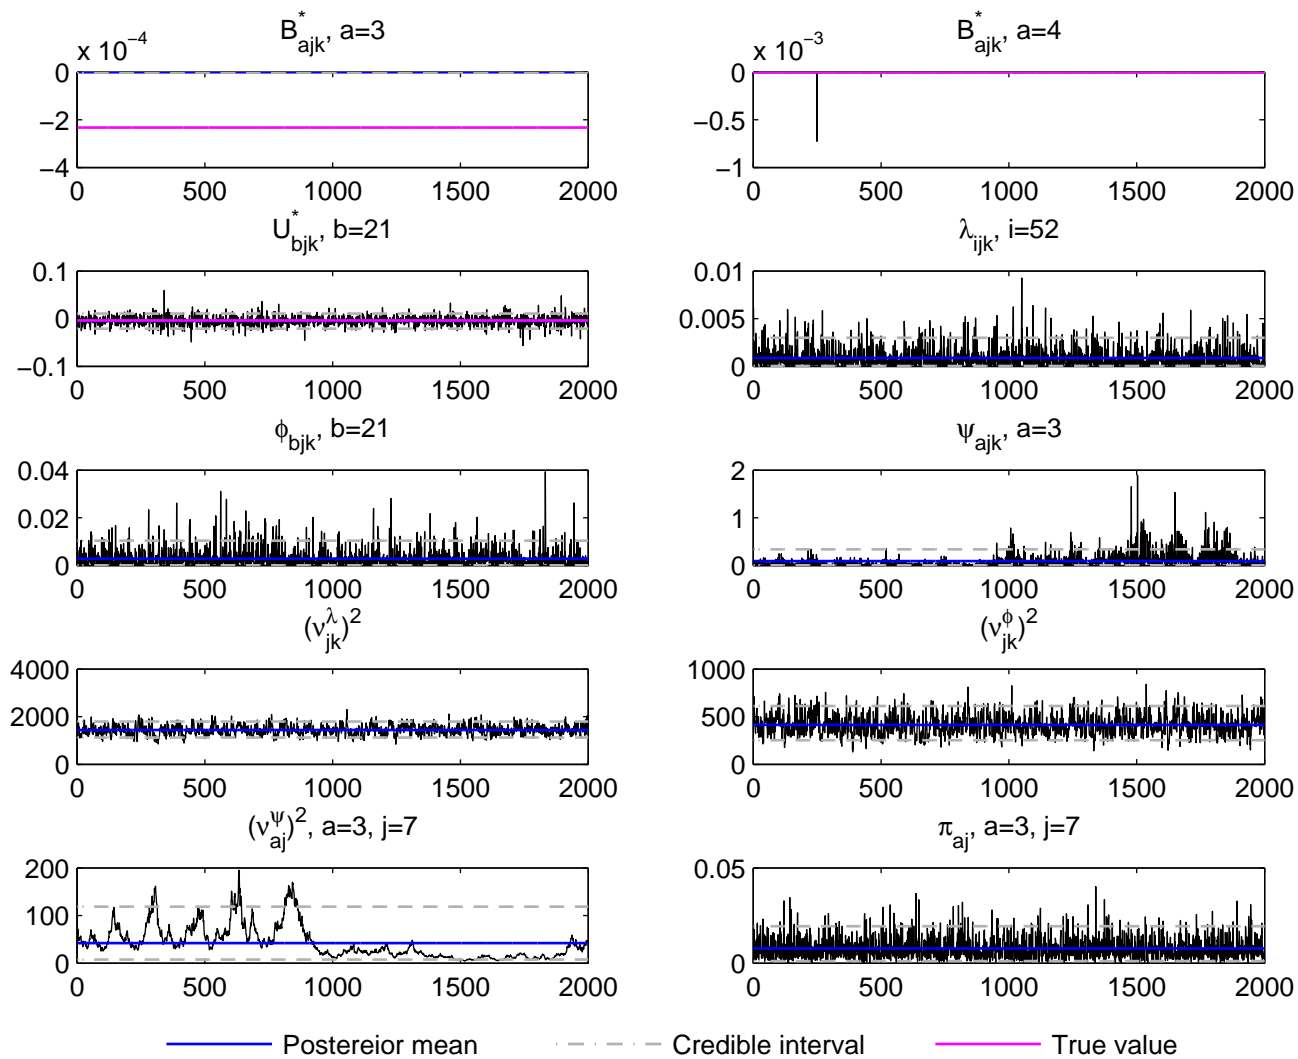 B*ajk, a=3
x 10−4
0
−2
−4
0 500 1000 1500 2000
B*ajk, a=4
x 10−3
0
−0.5
−1
0 500 1000 1500 2000
U*bjk, b=21
0.1
0
−0.1
0 500 1000 1500 2000
λijk, i=52
0.01
0.005
0
0 500 1000 1500 2000
ϕbjk, b=21
0.04
0.02
0
0 500 1000 1500 2000
ψajk, a=3
2
1
0
0 500 1000 1500 2000
(νλjk)2
4000
2000
0
0 500 1000 1500 2000
(νϕjk)2
1000
500
0
0 500 1000 1500 2000
(νψaj)2, a=3, j=7
200
100
0
0 500 1000 1500 2000
πaj, a=3, j=7
0.05
0
0 500 1000 1500 2000
Postereior mean
Credible interval
True value